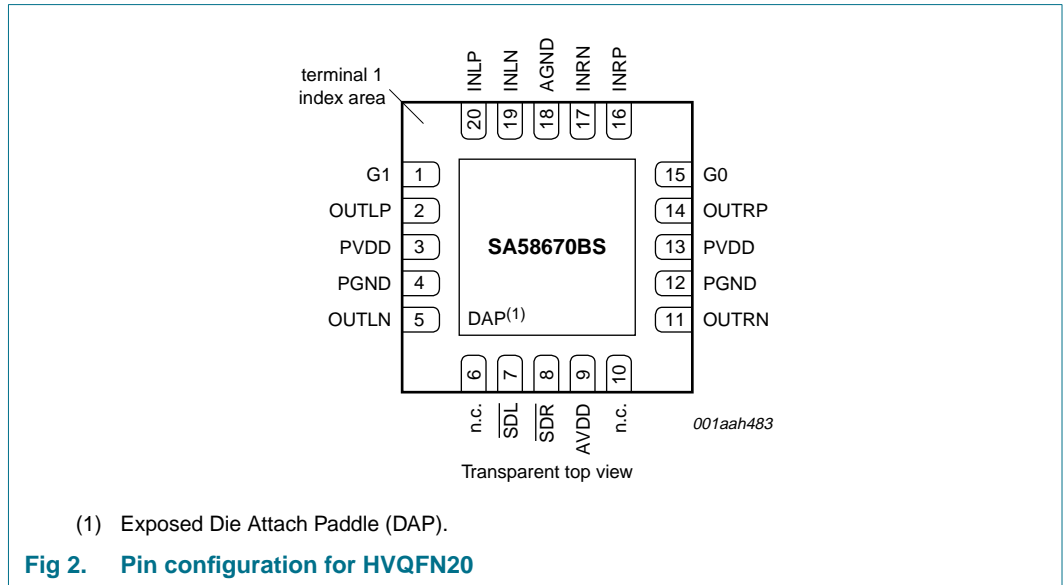 terminal 1
index area
INLP
INLN
AGND
INRN
INRP
20
19
18
17
16
G1 1
15 G0
OUTLP 2
14 OUTRP
PVDD 3
SA58670BS
13 PVDD
PGND 4
12 PGND
OUTLN 5
DAP(1)
11 OUTRN
6
7
8
9
10
n.c.
SDL
SDR
AVDD
n.c.
001aah483
Transparent top view
(1) Exposed Die Attach Paddle (DAP).
Fig 2. Pin configuration for HVQFN20